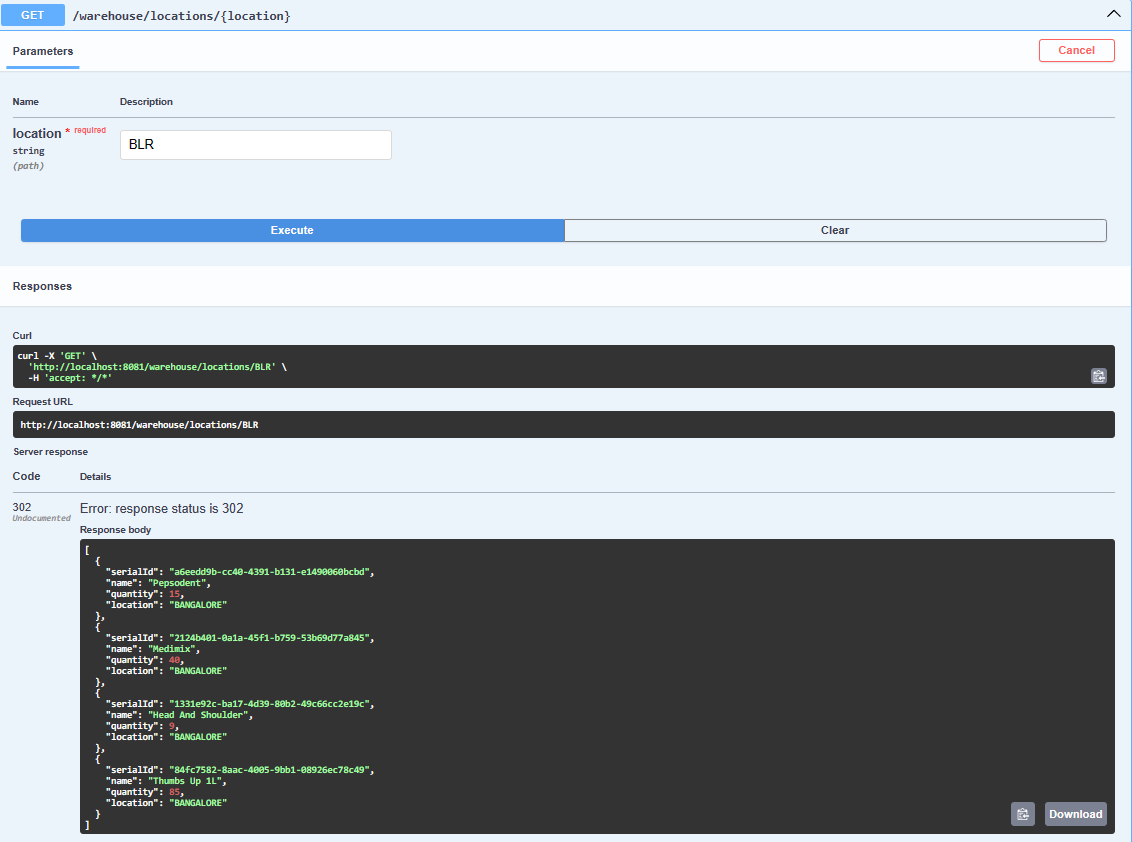 GET /warehouse/locations/{location}
Parameters
Cancel
Name Description
location * required
string
(path)
BLR
Execute
Clear
Responses
Curl
curl -X 'GET' \
  'http://localhost:8081/warehouse/locations/BLR' \
  -H 'accept: */*'
Request URL
http://localhost:8081/warehouse/locations/BLR
Server response
Code Details
302
Undocumented
Error: response status is 302
Response body
[
  {
    "serialId": "a6eedd9b-cc40-4391-b131-e1490060bcbd",
    "name": "Pepsodent",
    "quantity": 15,
    "location": "BANGALORE"
  },
  {
    "serialId": "2124b401-0a1a-45f1-b759-53b69d77a845",
    "name": "Medimix",
    "quantity": 40,
    "location": "BANGALORE"
  },
  {
    "serialId": "1331e92c-ba17-4d39-80b2-49c66cc2e19c",
    "name": "Head And Shoulder",
    "quantity": 9,
    "location": "BANGALORE"
  },
  {
    "serialId": "84fc7582-8aac-4005-9bb1-08926ec78c49",
    "name": "Thumbs Up 1L",
    "quantity": 85,
    "location": "BANGALORE"
  }
]
Download